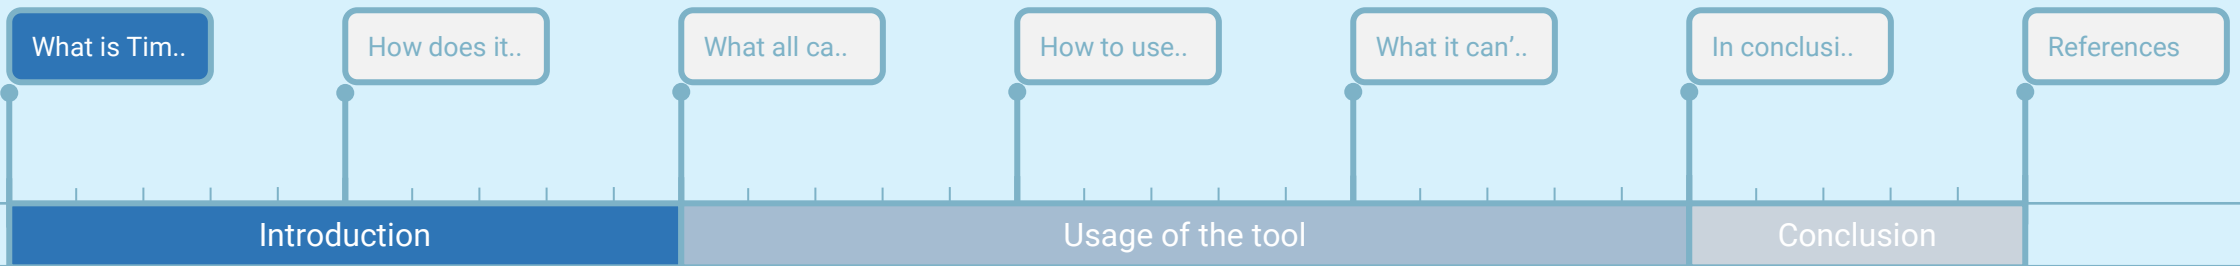 What is Tim..
How does it..
What all ca..
How to use..
What it can’..
In conclusi..
References
Introduction
Usage of the tool
Conclusion